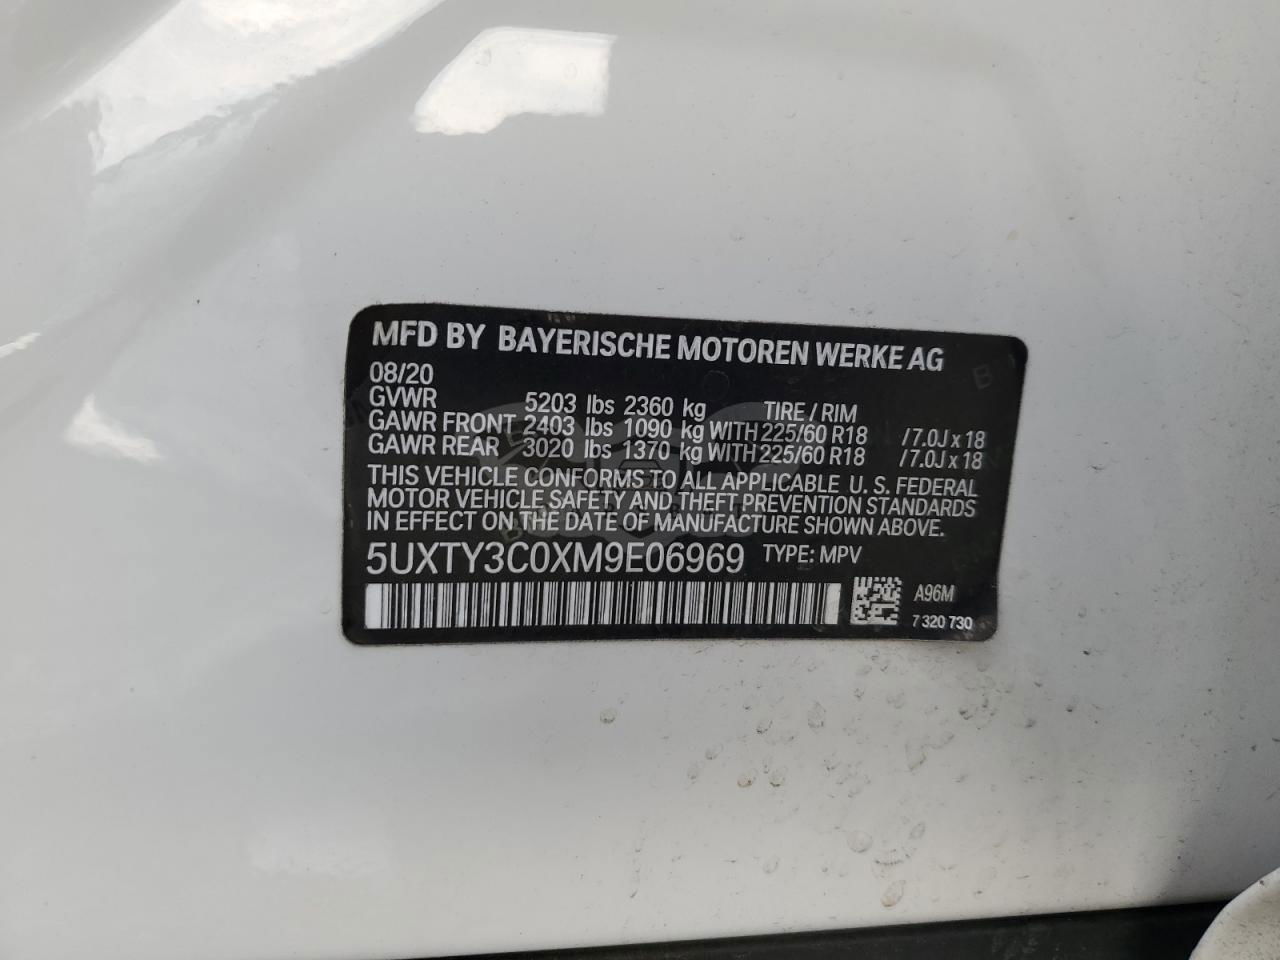 MFD BY BAYERISCHE MOTOREN WERKE AG
08/20
GVWR 5203 lbs 2360 kg TIRE / RIM
GAWR FRONT 2403 lbs 1090 kg WITH 225/60 R18 /7.0J x 18
GAWR REAR 3020 lbs 1370 kg WITH 225/60 R18 /7.0J x 18
THIS VEHICLE CONFORMS TO ALL APPLICABLE U. S. FEDERAL
MOTOR VEHICLE SAFETY AND THEFT PREVENTION STANDARDS
IN EFFECT ON THE DATE OF MANUFACTURE SHOWN ABOVE.
5UXTY3C0XM9E06969 TYPE: MPV
A96M
7 320 730